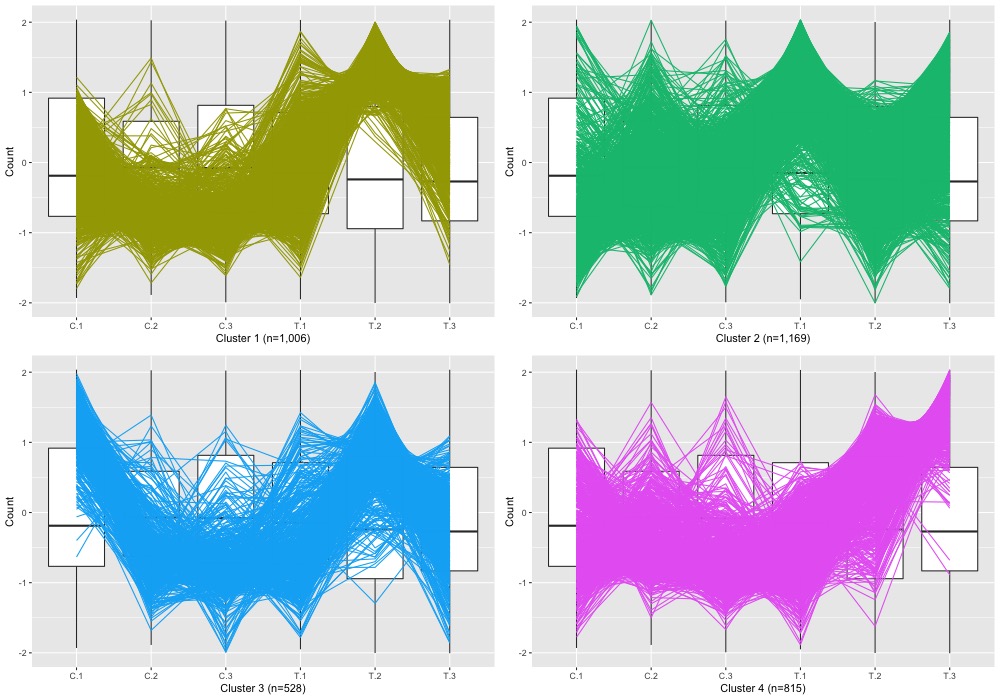 2
1
0
-1
-2
Count
C.1 C.2 C.3 T.1 T.2 T.3
Cluster 1 (n=1,006)
2
1
0
-1
-2
Count
C.1 C.2 C.3 T.1 T.2 T.3
Cluster 2 (n=1,169)
2
1
0
-1
-2
Count
C.1 C.2 C.3 T.1 T.2 T.3
Cluster 3 (n=528)
2
1
0
-1
-2
Count
C.1 C.2 C.3 T.1 T.2 T.3
Cluster 4 (n=815)